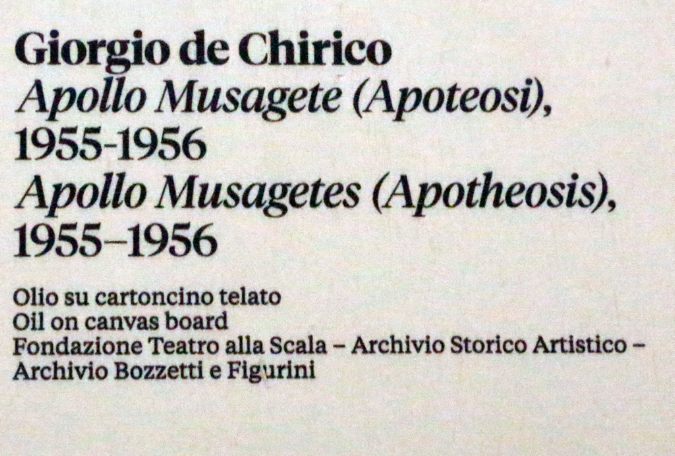 Giorgio de Chirico
Apollo Musagete (Apoteosi),
1955-1956
Apollo Musagetes (Apotheosis),
1955–1956
Olio su cartoncino telato
Oil on canvas board
Fondazione Teatro alla Scala – Archivio Storico Artistico –
Archivio Bozzetti e Figurini